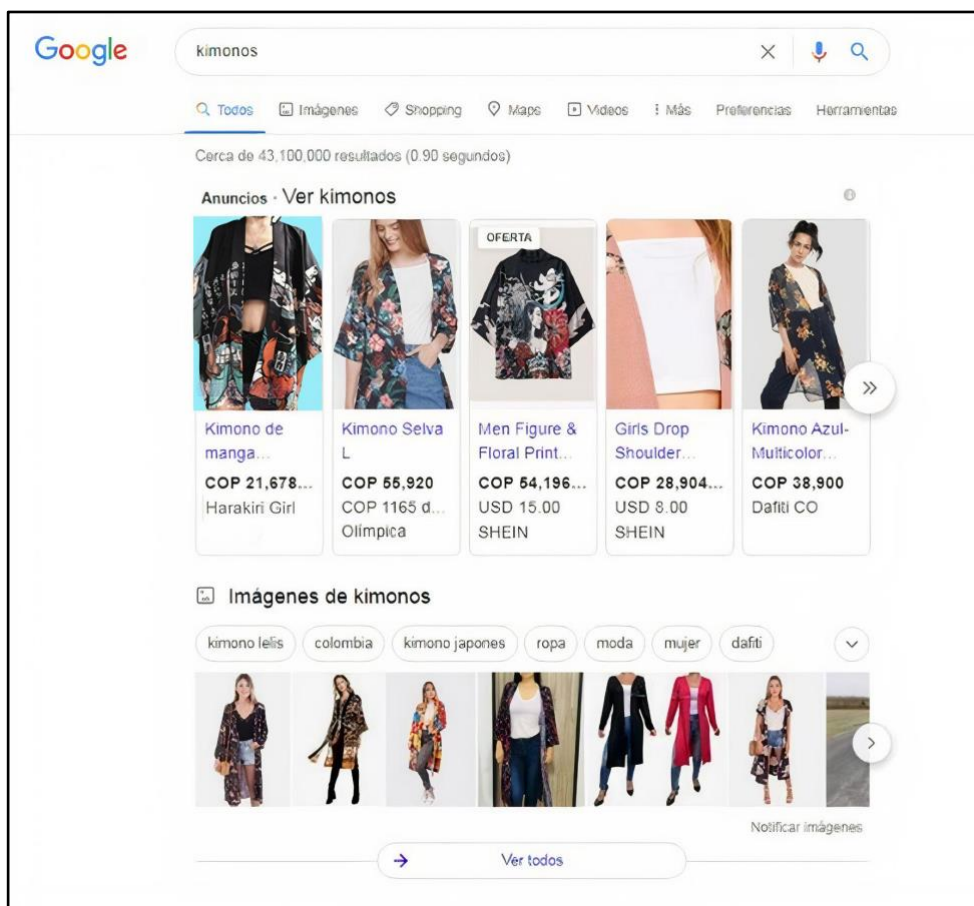 Google
kimonos
Todos Imágenes Shopping Maps Videos Más Preferencias Herramientas
Cerca de 43,100,000 resultados (0.90 segundos)
Anuncios · Ver kimonos
OFERTA
Kimono de
manga...
COP 21,678...
Harakiri Girl
Kimono Selva
L
COP 55,920
COP 1165 d...
Olímpica
Men Figure &
Floral Print...
COP 54,196...
USD 15.00
SHEIN
Girls Drop
Shoulder...
COP 28,904...
USD 8.00
SHEIN
Kimono Azul-
Multicolor...
COP 38,900
Dafiti CO
Imágenes de kimonos
kimono lelis colombia kimono japones ropa moda mujer dafiti
Notificar imágenes
Ver todos